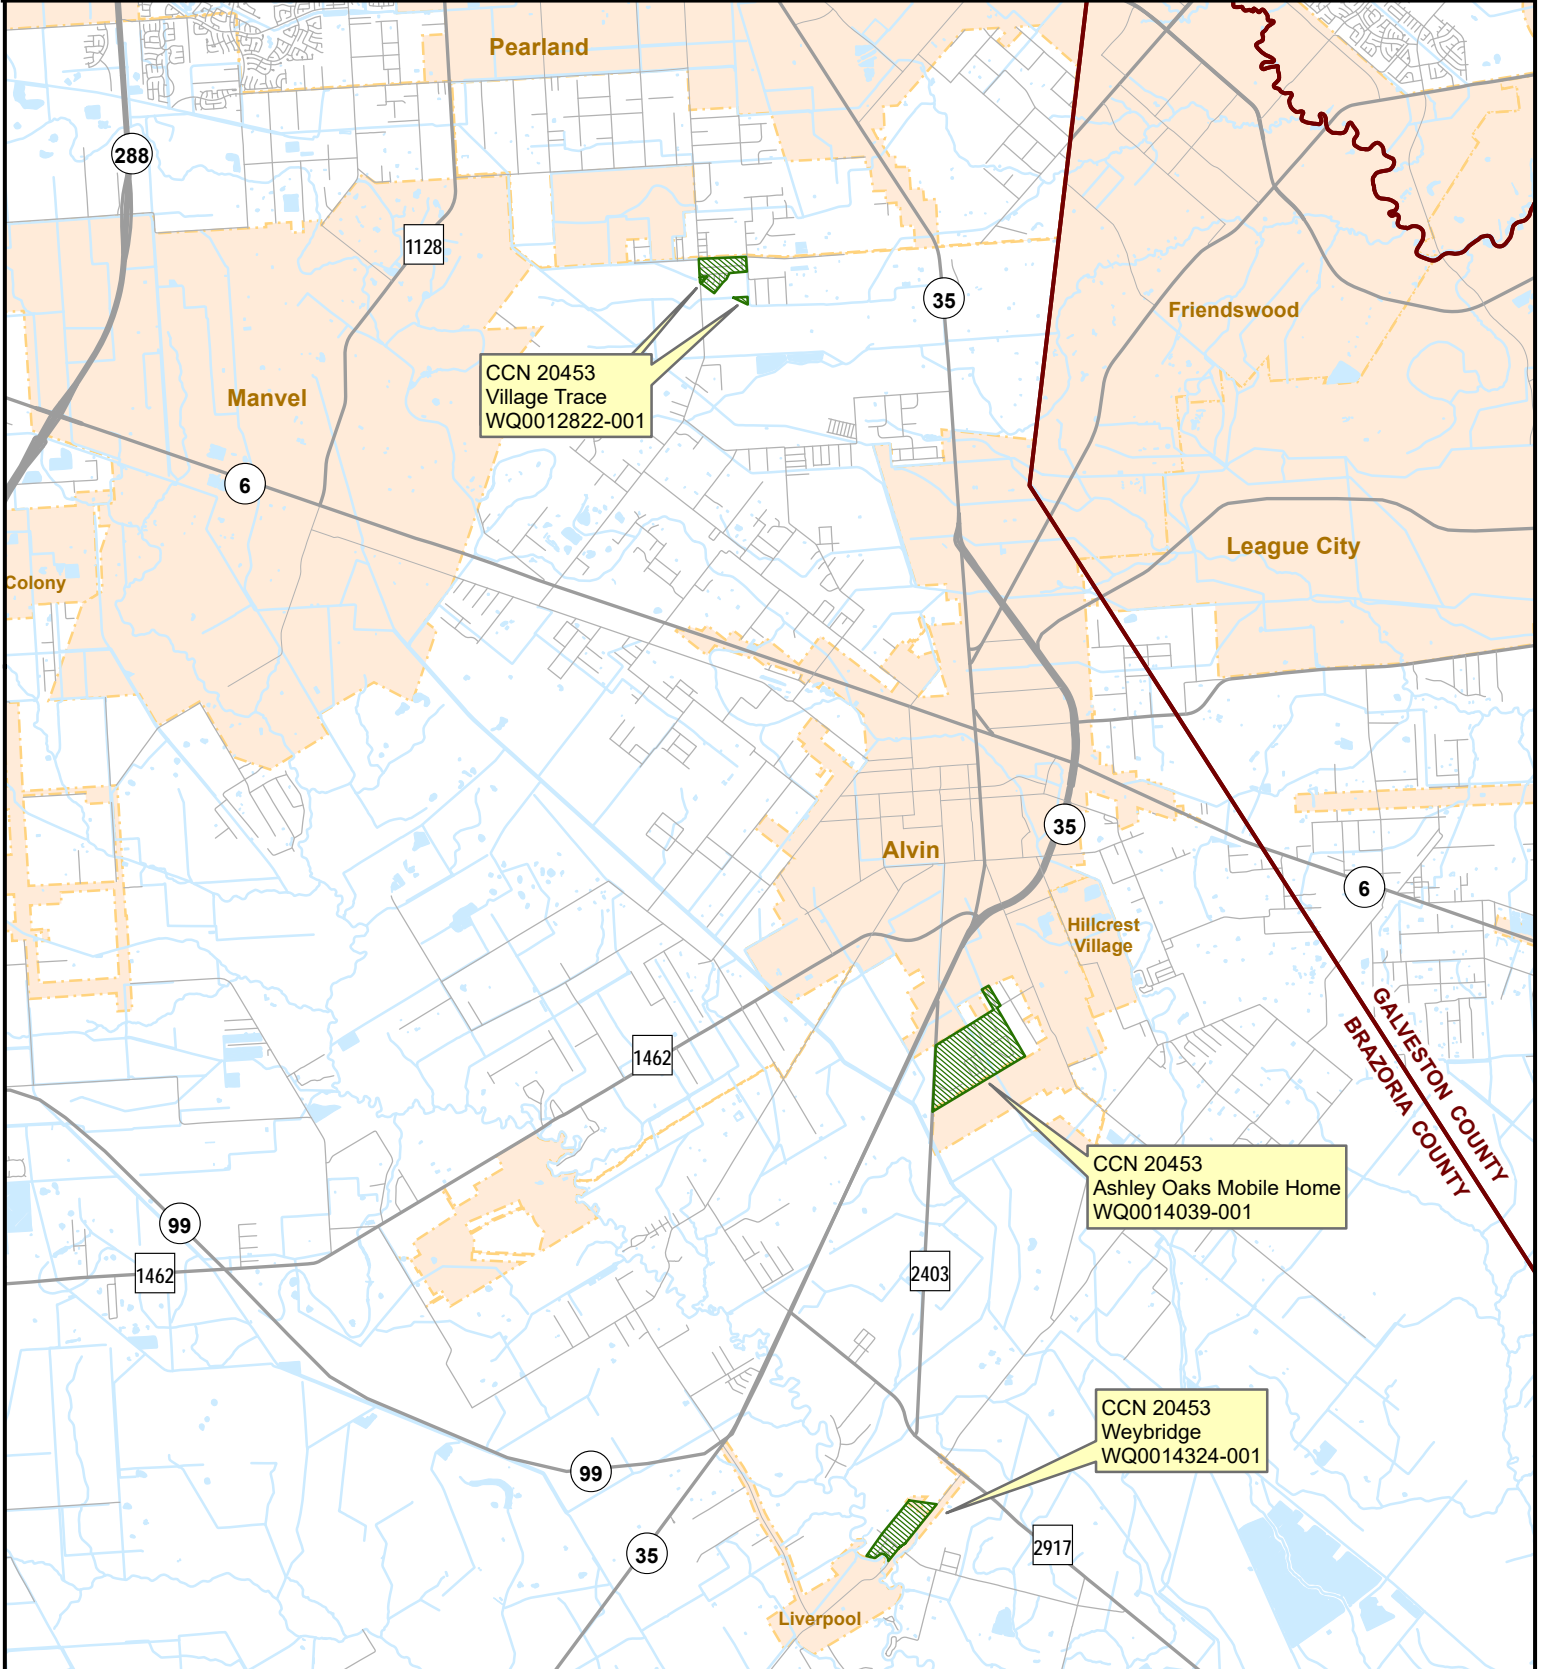 Pearland
288
1128
35
Friendswood
CCN 20453
Village Trace
WQ0012822-001
Manvel
6
League City
Colony
35
Alvin
6
Hillcrest
Village
GALVESTON COUNTY
BRAZORIA COUNTY
1462
CCN 20453
Ashley Oaks Mobile Home
WQ0014039-001
99
1462
2403
CCN 20453
Weybridge
WQ0014324-001
99
35
2917
Liverpool